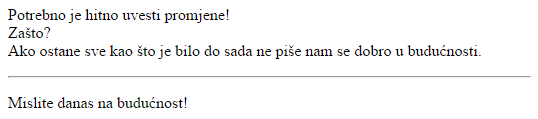 Potrebno je hitno uvesti promjene!
Zašto?
Ako ostane sve kao što je bilo do sada ne piše nam se dobro u budućnosti.
Mislite danas na budućnost!